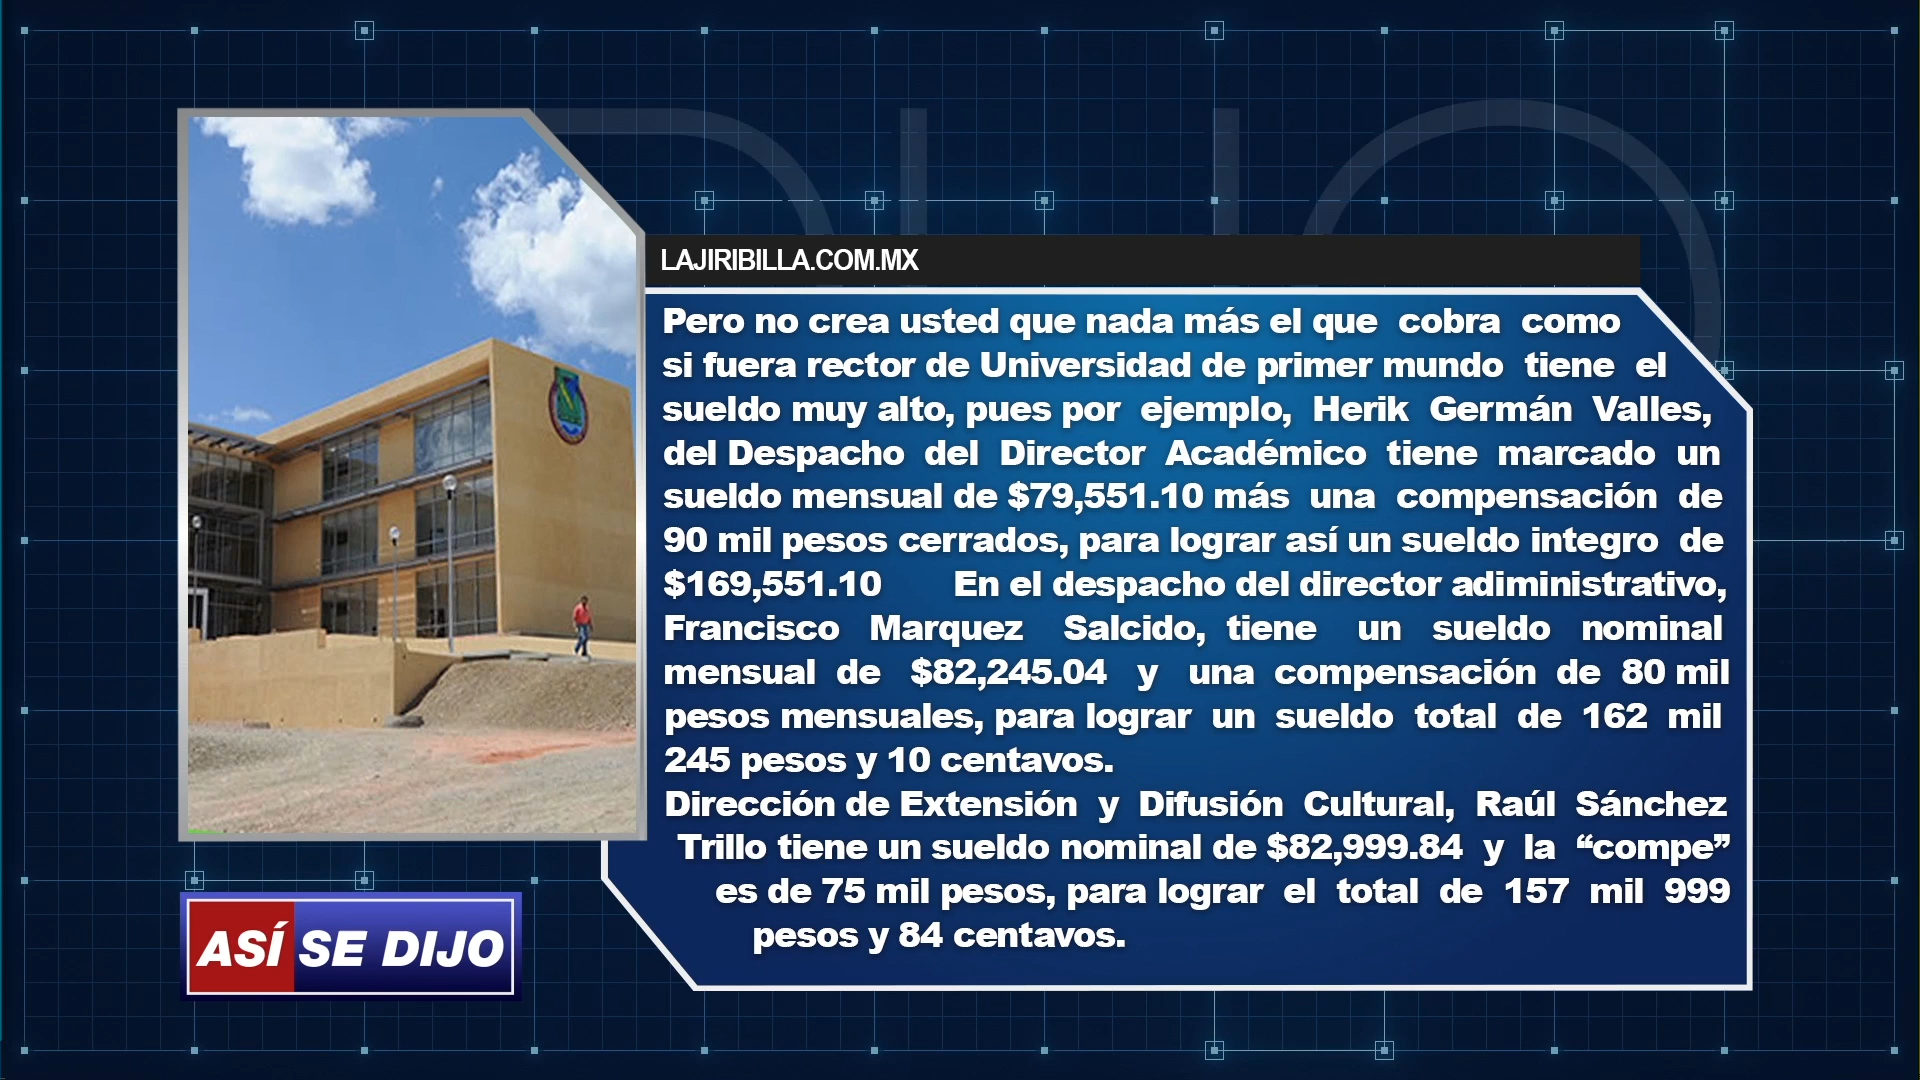 LAJIRIBILLA.COM.MX
Pero no crea usted que nada más el que cobra como
si fuera rector de Universidad de primer mundo tiene el
sueldo muy alto, pues por ejemplo, Herik Germán Valles,
del Despacho del Director Académico tiene marcado un
sueldo mensual de $79,551.10 más una compensación de
90 mil pesos cerrados, para lograr así un sueldo integro de
$169,551.10 En el despacho del director adiministrativo,
Francisco Marquez Salcido, tiene un sueldo nominal
mensual de $82,245.04 y una compensación de 80 mil
pesos mensuales, para lograr un sueldo total de 162 mil
245 pesos y 10 centavos.
Dirección de Extensión y Difusión Cultural, Raúl Sánchez
Trillo tiene un sueldo nominal de $82,999.84 y la “compe”
es de 75 mil pesos, para lograr el total de 157 mil 999
pesos y 84 centavos.
ASÍ SE DIJO